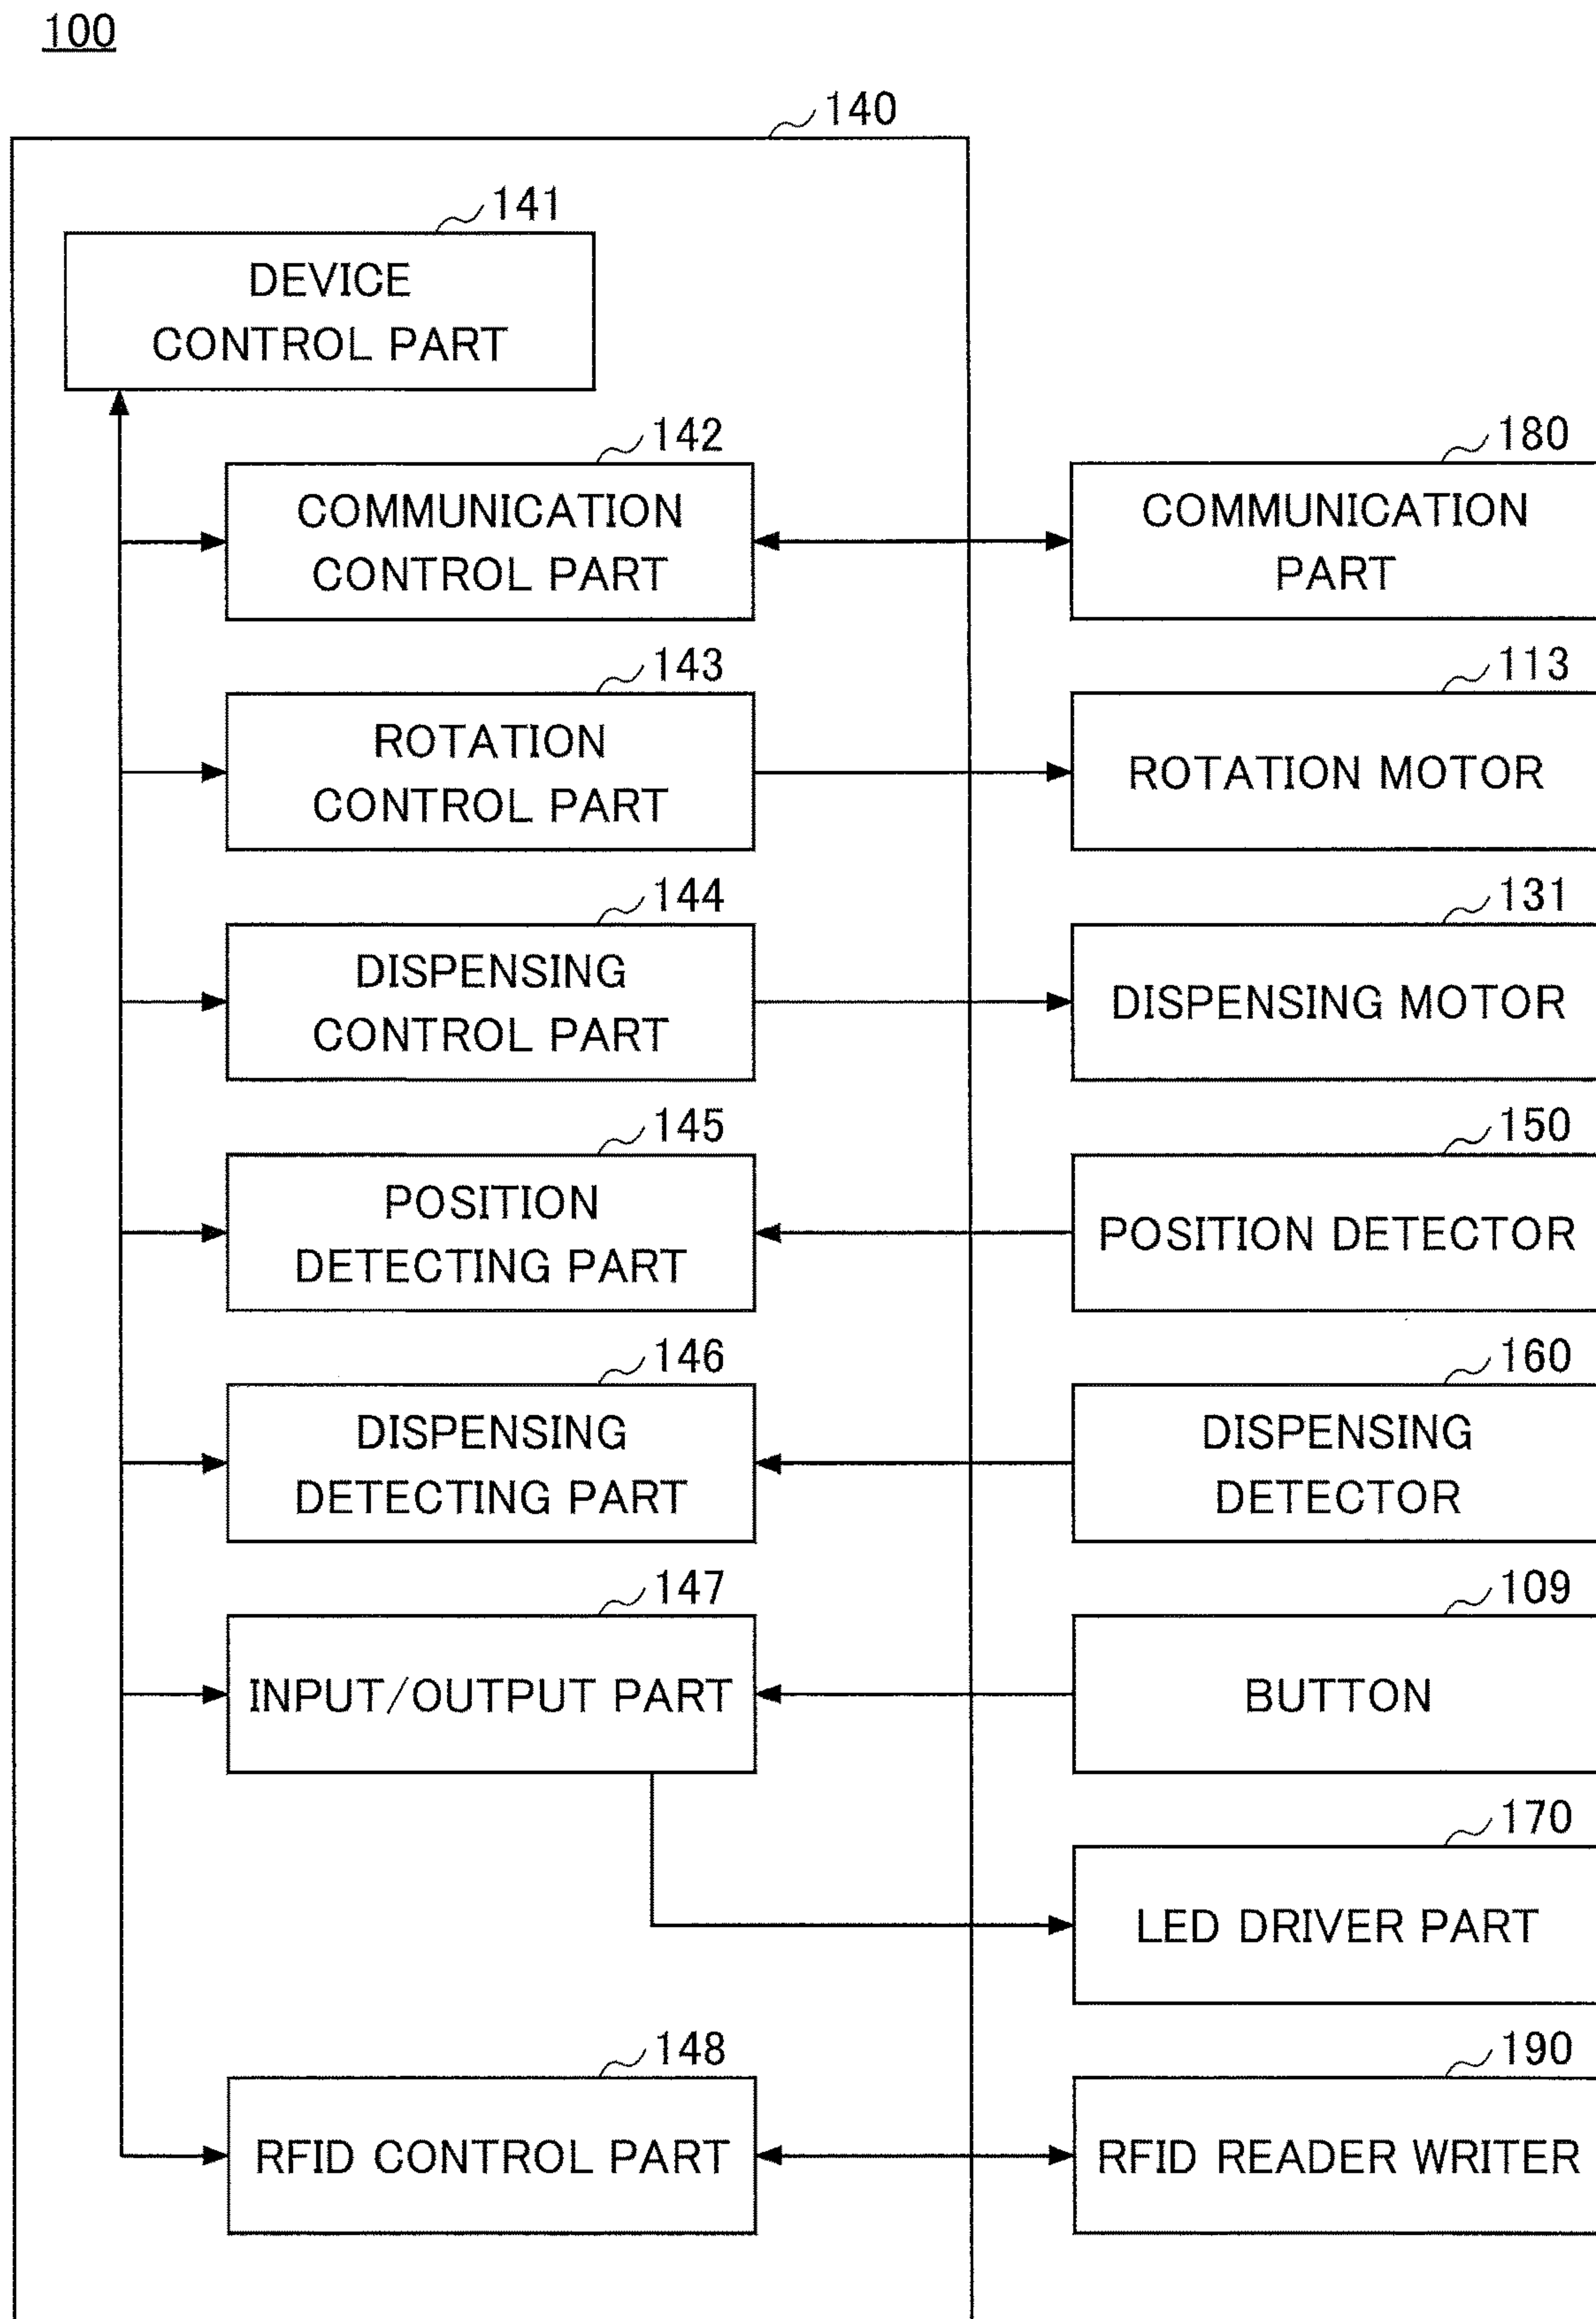 100
140
141
DEVICE
CONTROL PART
142
COMMUNICATION
CONTROL PART
180
COMMUNICATION
PART
143
ROTATION
CONTROL PART
113
ROTATION MOTOR
144
DISPENSING
CONTROL PART
131
DISPENSING MOTOR
145
POSITION
DETECTING PART
150
POSITION DETECTOR
146
DISPENSING
DETECTING PART
160
DISPENSING
DETECTOR
147
INPUT/OUTPUT PART
109
BUTTON
170
LED DRIVER PART
148
RFID CONTROL PART
190
RFID READER WRITER